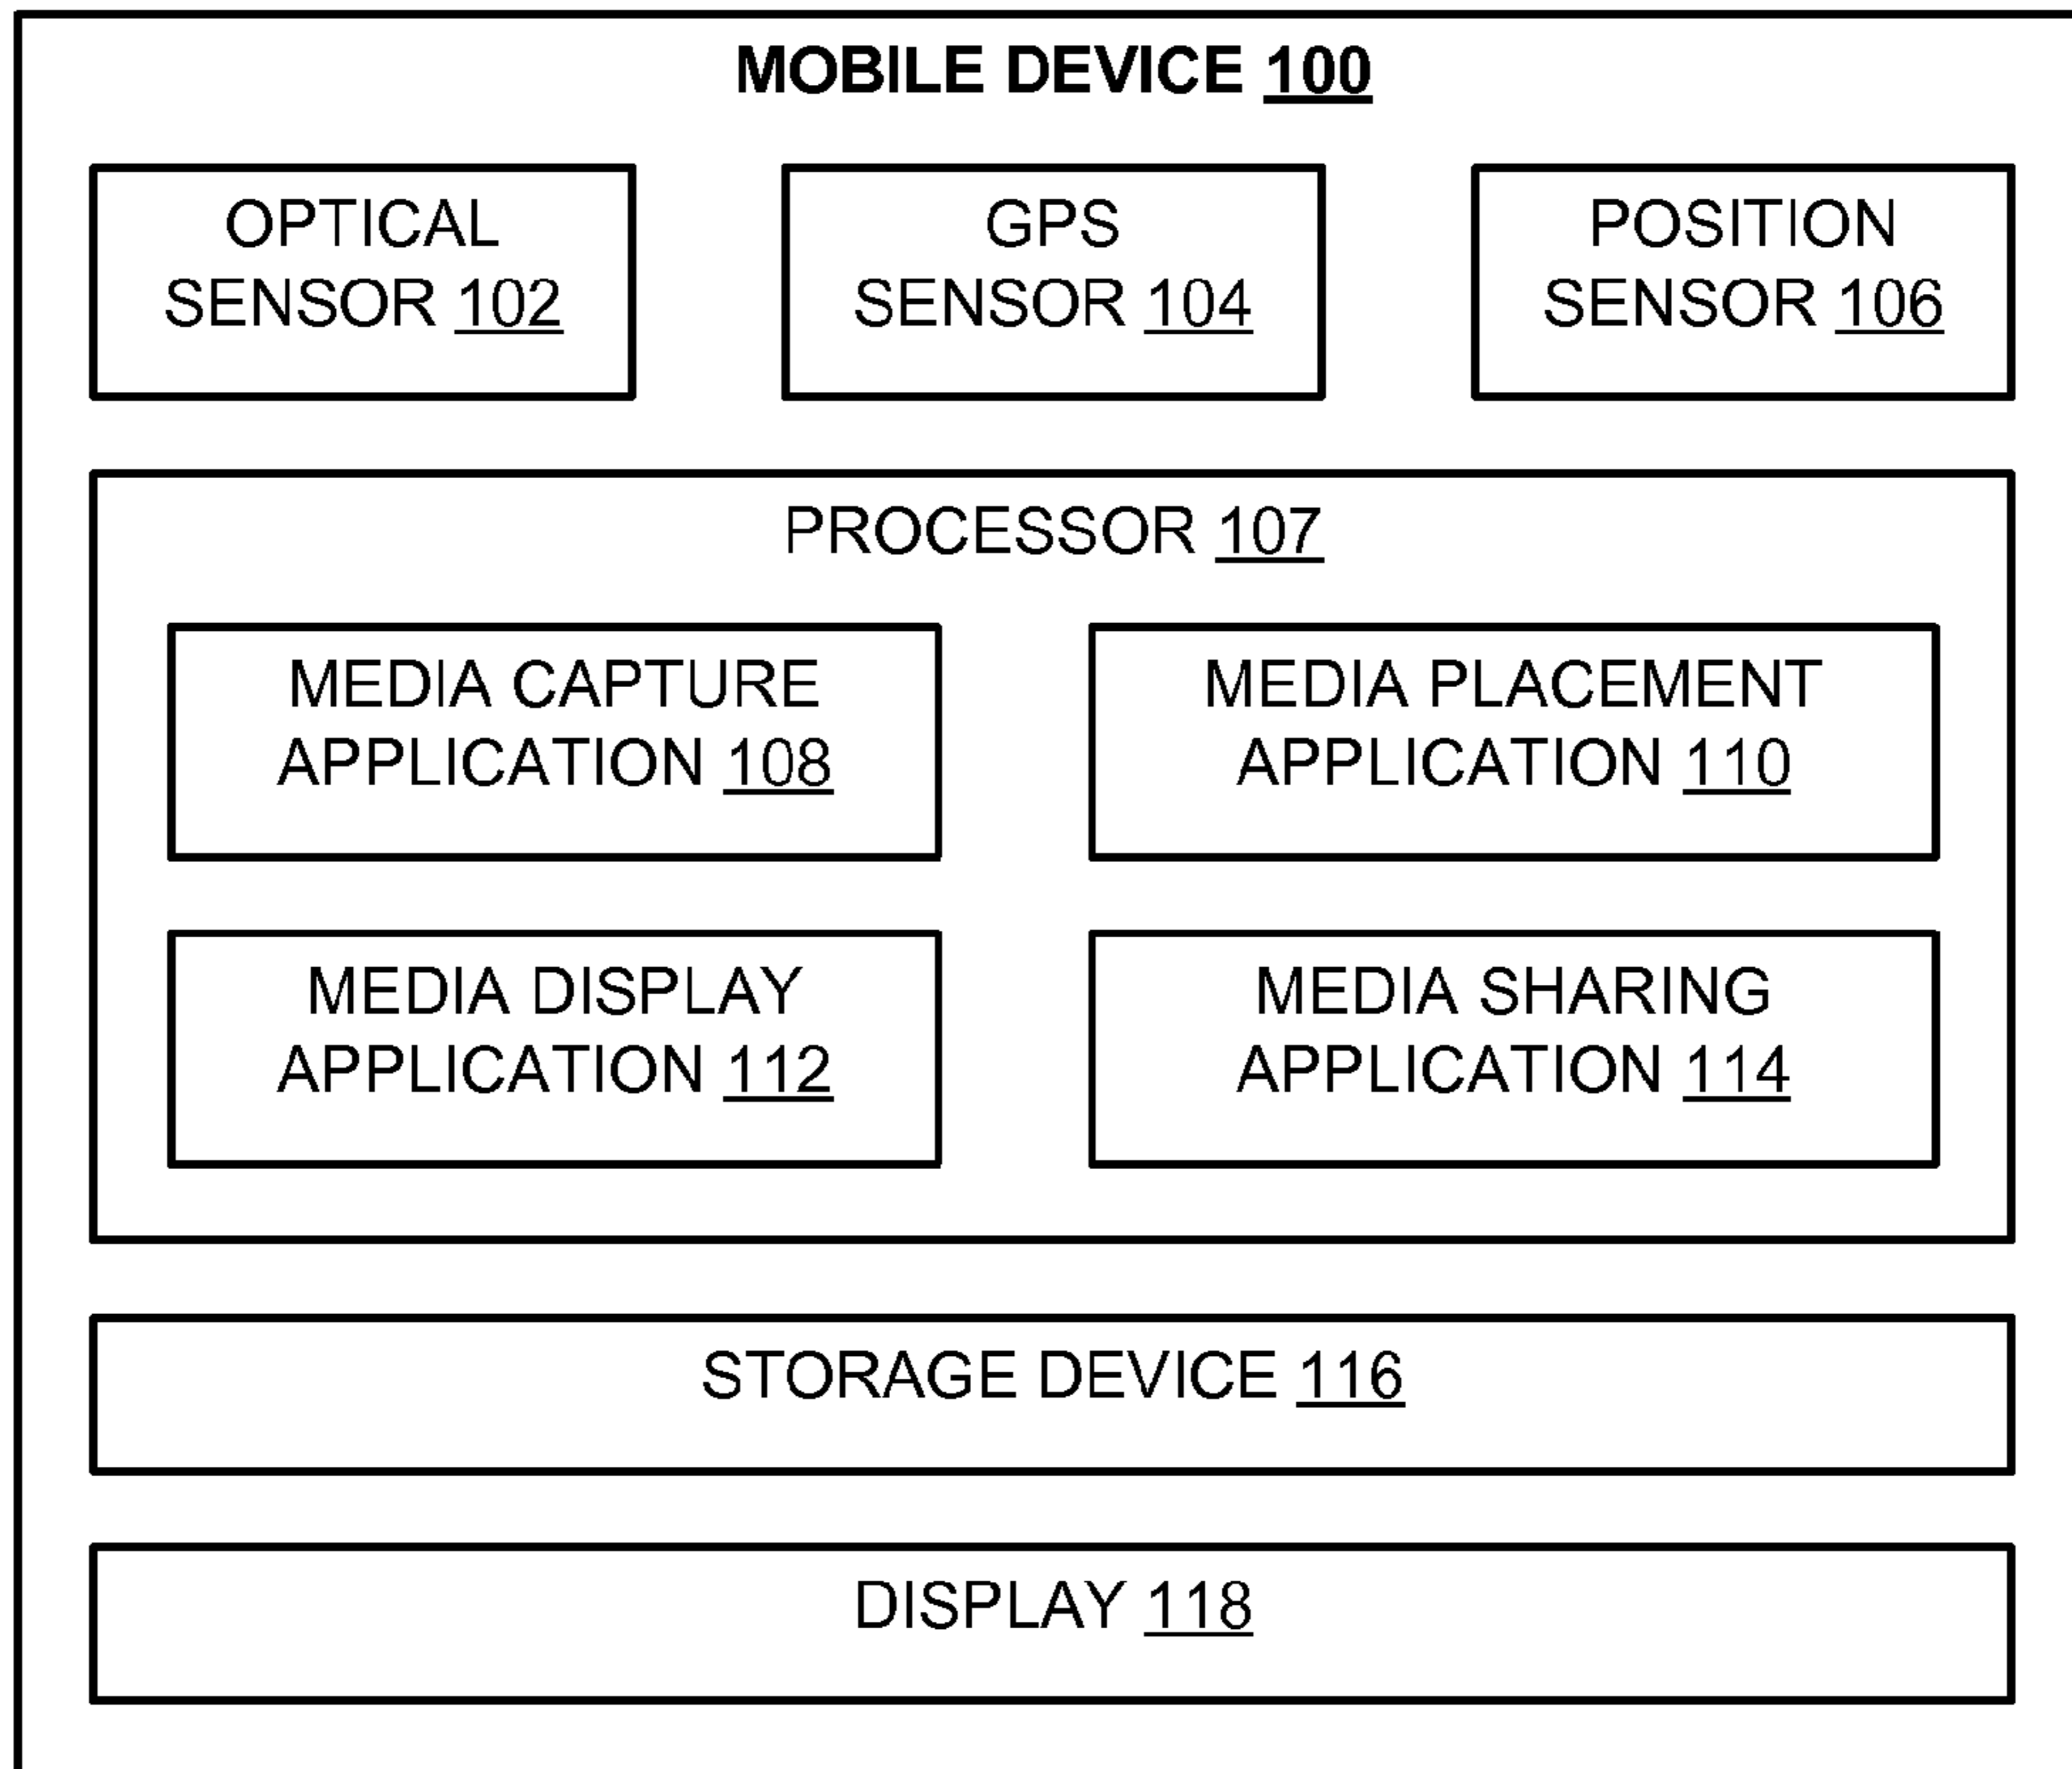 MOBILE DEVICE 100
OPTICAL
SENSOR 102
GPS
SENSOR 104
POSITION
SENSOR 106
PROCESSOR 107
MEDIA CAPTURE
APPLICATION 108
MEDIA PLACEMENT
APPLICATION 110
MEDIA DISPLAY
APPLICATION 112
MEDIA SHARING
APPLICATION 114
STORAGE DEVICE 116
DISPLAY 118